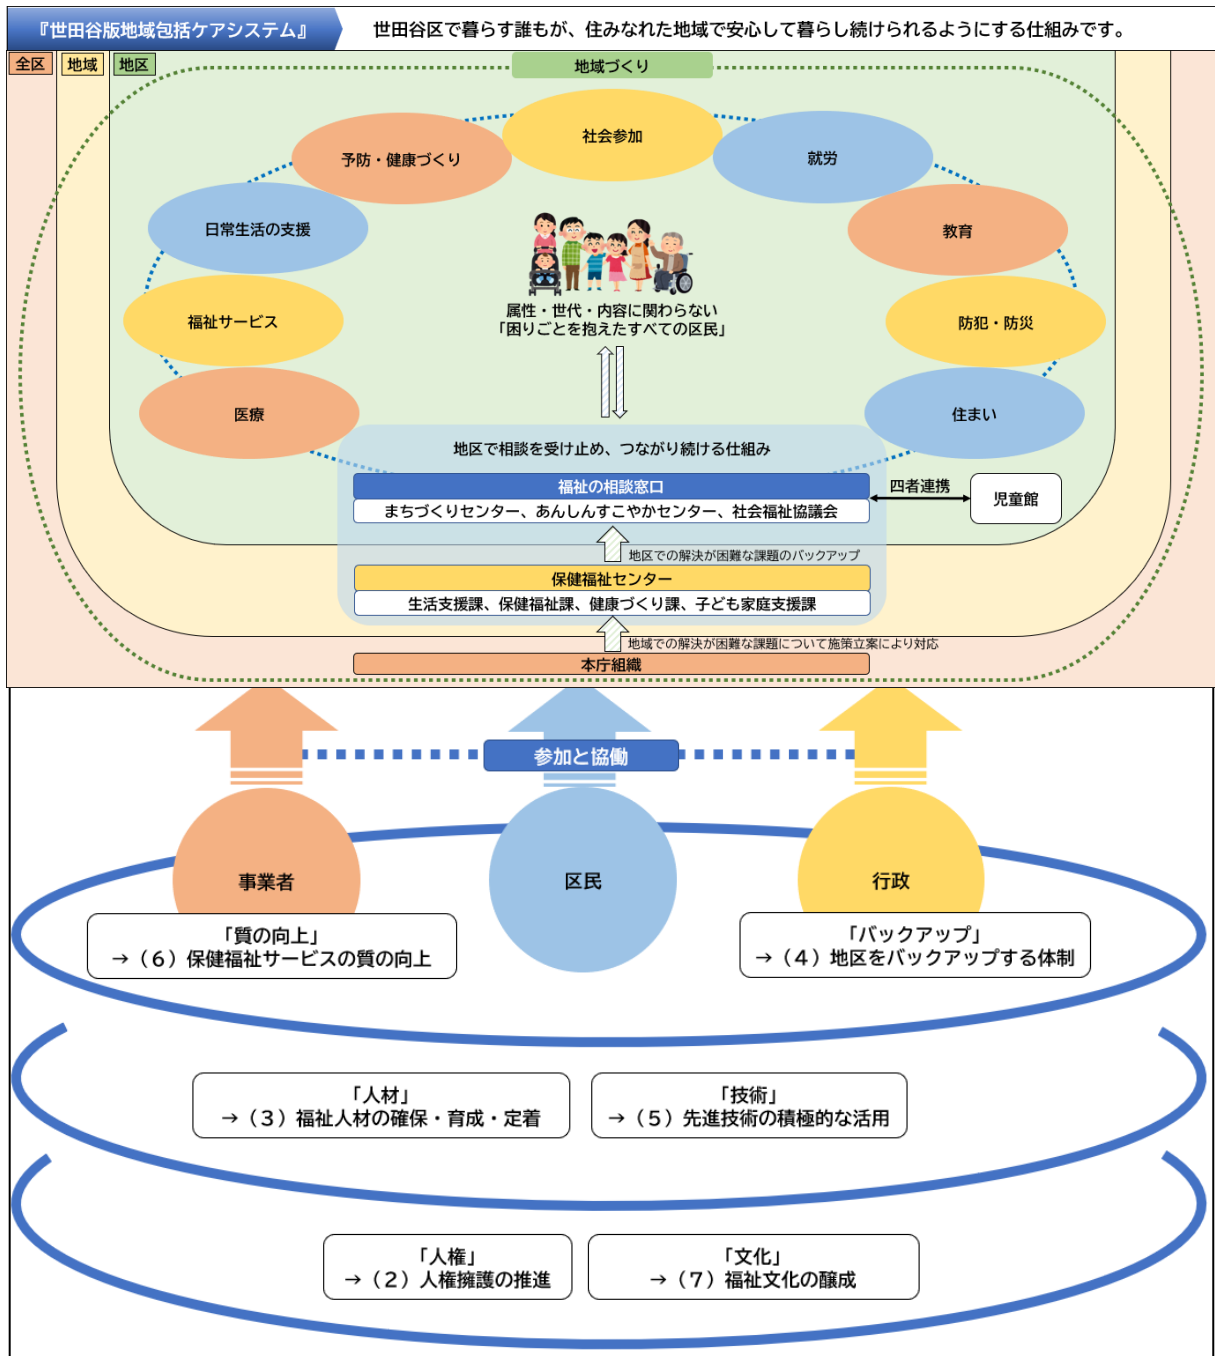 『世田谷版地域包括ケアシステム』
世田谷区で暮らす誰もが、住みなれた地域で安心して暮らし続けられるようにする仕組みです。
全区
地域
地区
地域づくり
社会参加
予防・健康づくり
就労
日常生活の支援
教育
福祉サービス
防犯・防災
医療
住まい
属性・世代・内容に関わらない
「困りごとを抱えたすべての区民」
地区で相談を受け止め、つながり続ける仕組み
福祉の相談窓口
まちづくりセンター、あんしんすこやかセンター、社会福祉協議会
四者連携
児童館
地区での解決が困難な課題のバックアップ
保健福祉センター
生活支援課、保健福祉課、健康づくり課、子ども家庭支援課
地域での解決が困難な課題について施策立案により対応
本庁組織
参加と協働
事業者
区民
行政
「質の向上」
→（6）保健福祉サービスの質の向上
「バックアップ」
→（4）地区をバックアップする体制
「人材」
→（3）福祉人材の確保・育成・定着
「技術」
→（5）先進技術の積極的な活用
「人権」
→（2）人権擁護の推進
「文化」
→（7）福祉文化の醸成